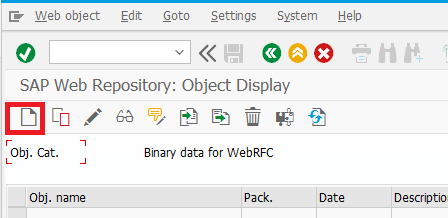 Web object Edit Goto Settings System Help
SAP Web Repository: Object Display
Obj. Cat. Binary data for WebRFC
Obj. name Pack. Date Description